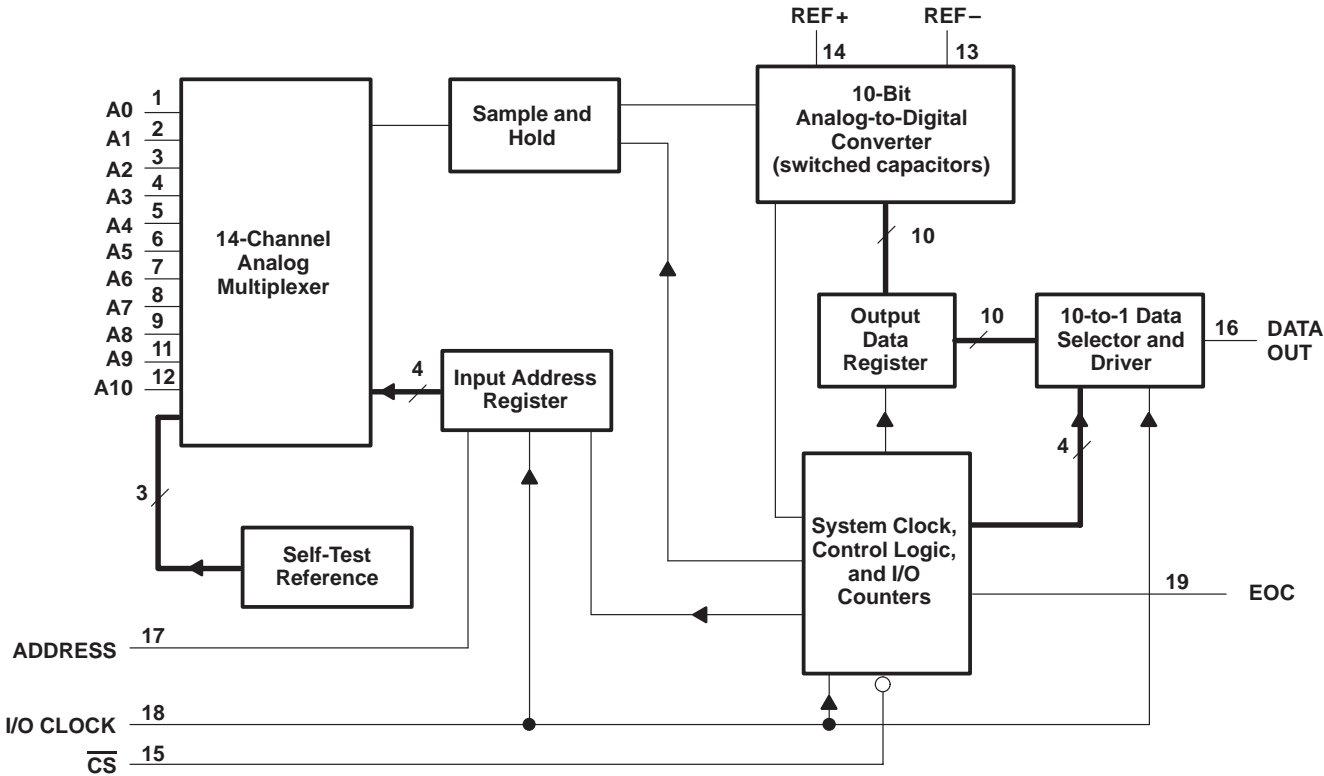 REF+ REF–
14 13
10-Bit
Analog-to-Digital
Converter
(switched capacitors)
Sample and
Hold
14-Channel
Analog
Multiplexer
A0 1
A1 2
A2 3
A3 4
A4 5
A5 6
A6 7
A7 8
A8 9
A9 11
A10 12
10
Output
Data
Register
10
10-to-1 Data
Selector and
Driver
16 DATA
OUT
4
Input Address
Register
4
3
Self-Test
Reference
System Clock,
Control Logic,
and I/O
Counters
19 EOC
ADDRESS 17
I/O CLOCK 18
CS 15